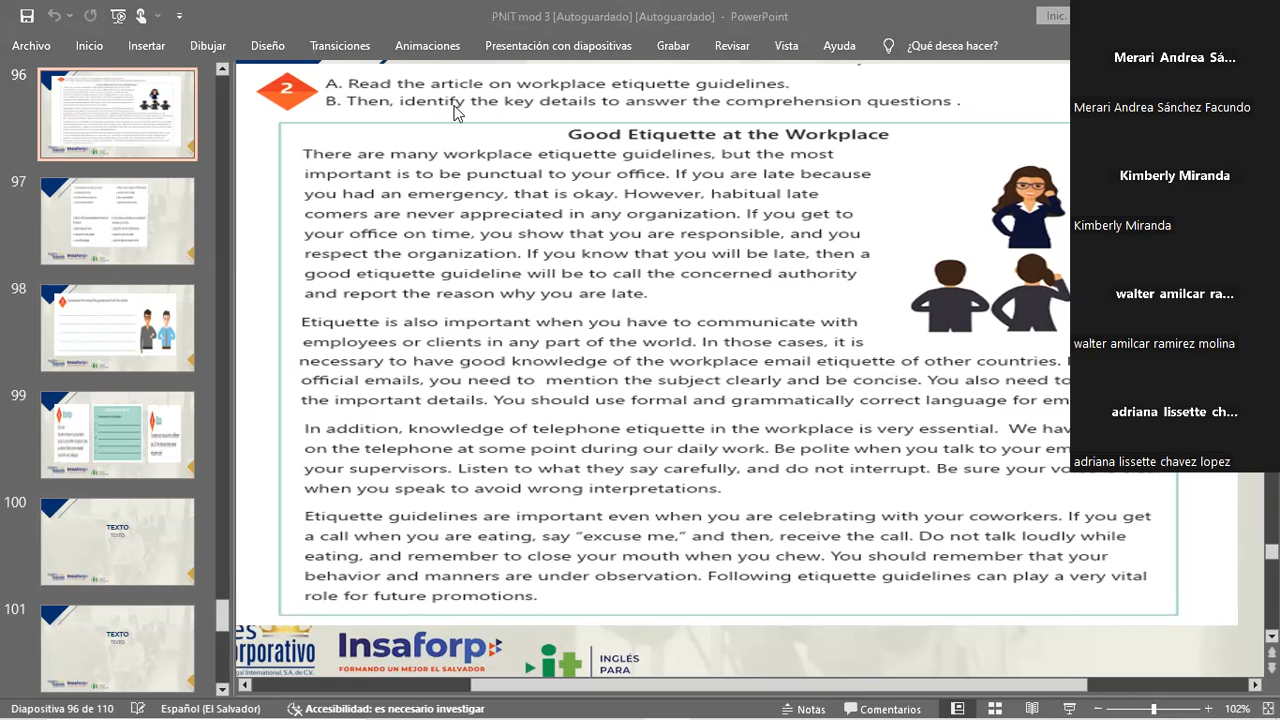 PNIT mod 3 [Autoguardado] [Autoguardado] - PowerPoint
Inic.
Archivo Inicio Insertar Dibujar Diseño Transiciones Animaciones Presentación con diapositivas Grabar Revisar Vista Ayuda ¿Qué desea hacer?
96
97
98
99
100
TEXTO
TEXTO
101
TEXTO
TEXTO
2
A. Read the article on workplace etiquette guidelines.
B. Then, identify the key details to answer the comprehension questions .
Good Etiquette at the Workplace
There are many workplace etiquette guidelines, but the most
important is to be punctual to your office. If you are late because
you had an emergency, then it is okay. However, habitual late
coming is not tolerated in any organization. If you go to
your office on time, you show that you are responsible, and you
respect the organization. If you know that you will be late, then a
good etiquette guideline will be to call the concerned authority
and report the reason why you are late.
Etiquette is also important when you have to communicate with
employees or clients in any part of the world. In those cases, it is
necessary to have good knowledge of the workplace email etiquette of other countries.
official emails, you need to mention the subject clearly and be concise. You also need to
the important details. You should use formal and grammatically correct language for em
In addition, knowledge of telephone etiquette in the workplace is very essential. We hav
on the telephone at some point during our daily work. Be polite when you talk to your em
your supervisors. Listen to what they say carefully, and do not interrupt. Be sure your vo
when you speak to avoid wrong interpretations.
Etiquette guidelines are important even when you are celebrating with your coworkers. If you get
a call when you are eating, say “excuse me,” and then, receive the call. Do not talk loudly while
eating, and remember to close your mouth when you chew. You should remember that your
behavior and manners are under observation. Following etiquette guidelines can play a very vital
role for future promotions.
es
corporativo
gal International, S.A. de C.V.
Insaforp
FORMANDO UN MEJOR EL SALVADOR
it
INGLÉS
PARA
Merari Andrea Sá...
Merari Andrea Sánchez Facundo
Kimberly Miranda
Kimberly Miranda
walter amilcar ra...
walter amilcar ramirez molina
adriana lissette ch...
adriana lissette chavez lopez
Diapositiva 96 de 110 Español (El Salvador) Accesibilidad: es necesario investigar Notas Comentarios 102%